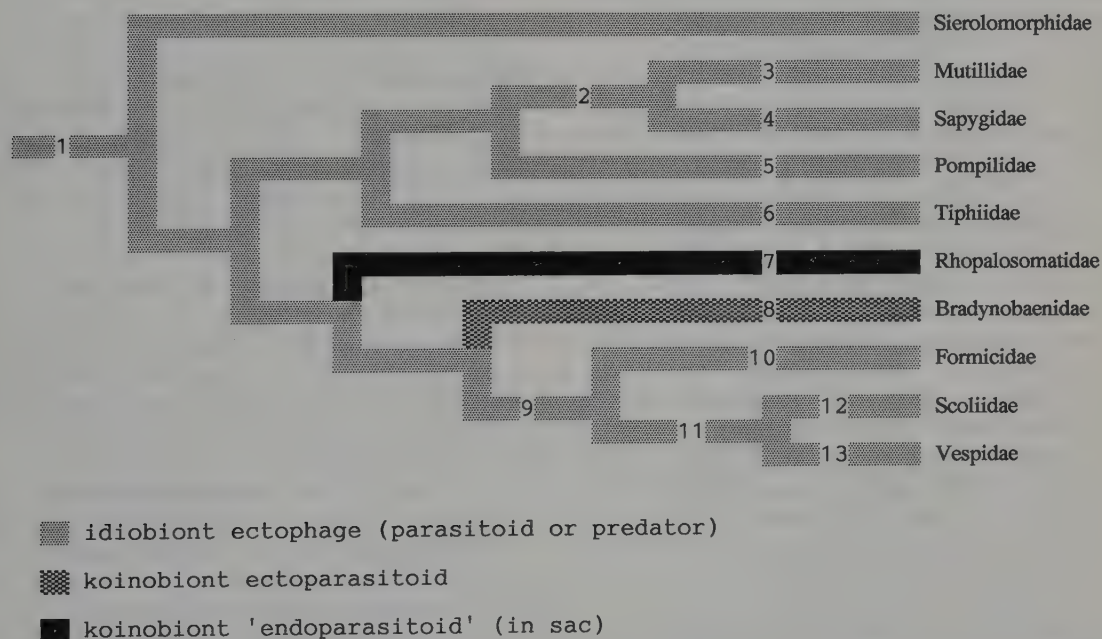 Sierolomorphidae
3 Mutillidae
2
4 Sapygidae
1
5 Pompilidae
6 Tiphiidae
7 Rhopalosomatidae
8 Bradynobaenidae
10 Formicidae
9 12 Scoliidae
11
13 Vespidae
idiobiont ectophage (parasitoid or predator)
koinobiont ectoparasitoid
koinobiont 'endoparasitoid' (in sac)